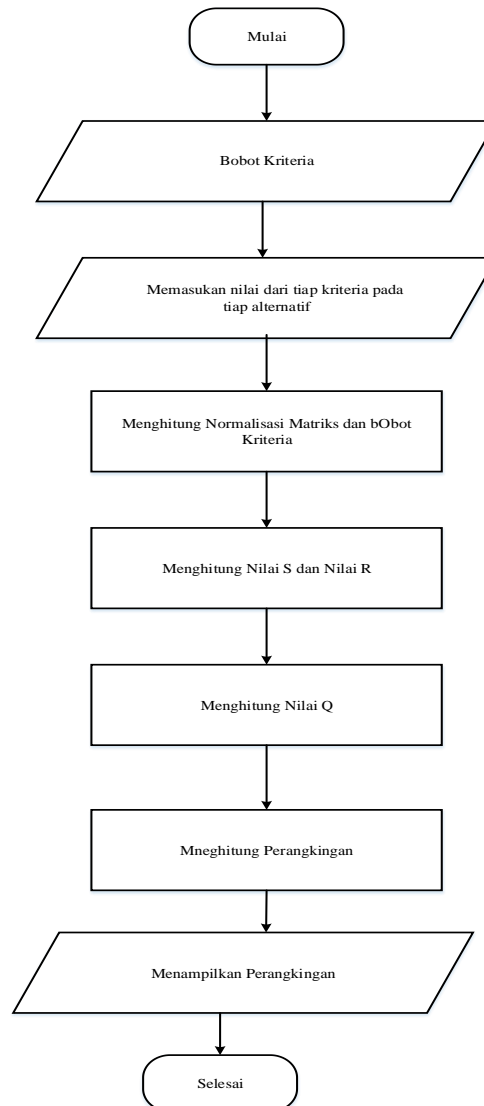 Mulai
Bobot Kriteria
Memasukan nilai dari tiap kriteria pada
tiap alternatif
Menghitung Normalisasi Matriks dan bObot
Kriteria
Menghitung Nilai S dan Nilai R
Menghitung Nilai Q
Mneghitung Perangkingan
Menampilkan Perangkingan
Selesai